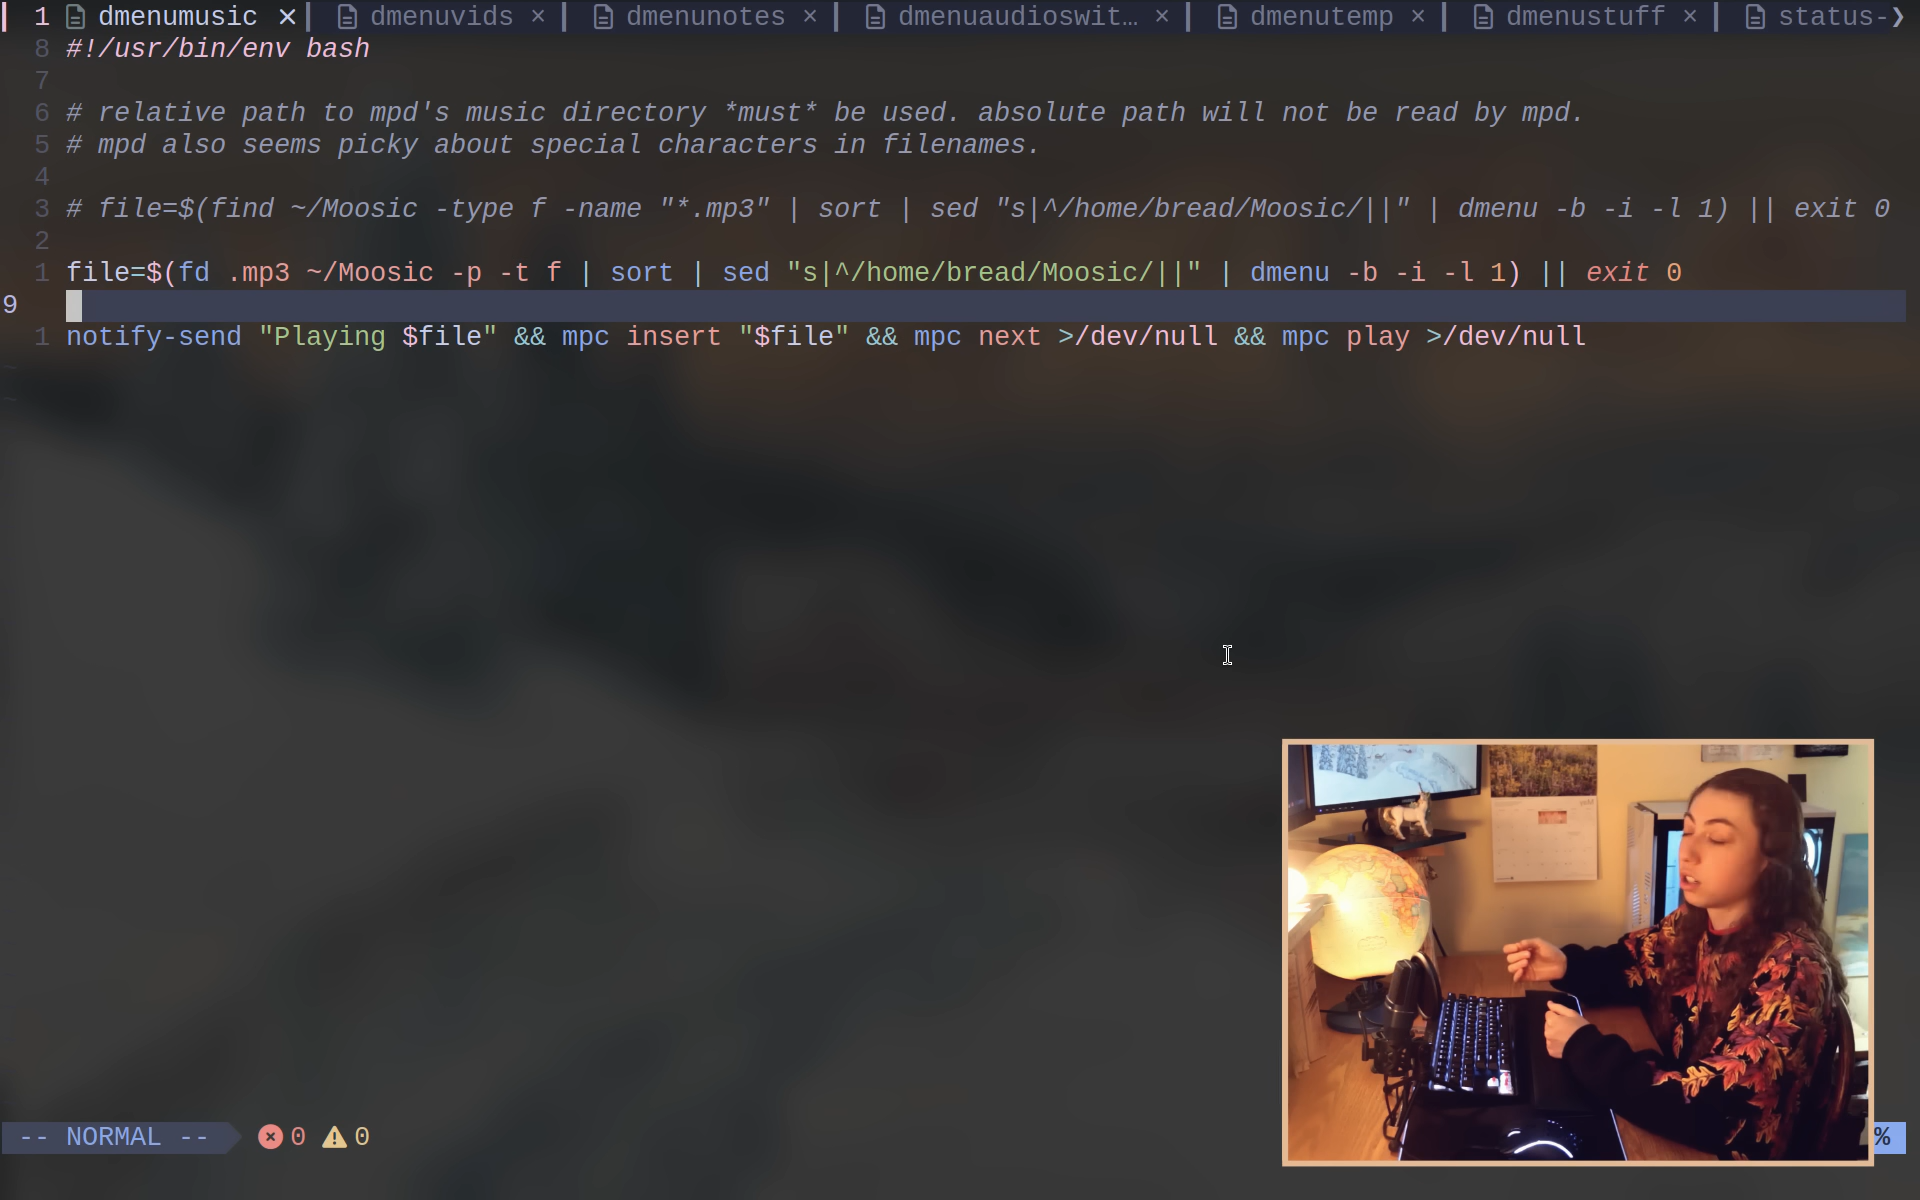 1 dmenumusic × dmenuvids × dmenunotes × dmenuaudioswit… × dmenutemp × dmenustuff × status-❯
8 #!/usr/bin/env bash
7
6 # relative path to mpd's music directory *must* be used. absolute path will not be read by mpd.
5 # mpd also seems picky about special characters in filenames.
4
3 # file=$(find ~/Moosic -type f -name "*.mp3" | sort | sed "s|^/home/bread/Moosic/||" | dmenu -b -i -l 1) || exit 0
2
1 file=$(fd .mp3 ~/Moosic -p -t f | sort | sed "s|^/home/bread/Moosic/||" | dmenu -b -i -l 1) || exit 0
9
1 notify-send "Playing $file" && mpc insert "$file" && mpc next >/dev/null && mpc play >/dev/null
~
~
-- NORMAL -- 0 0 %